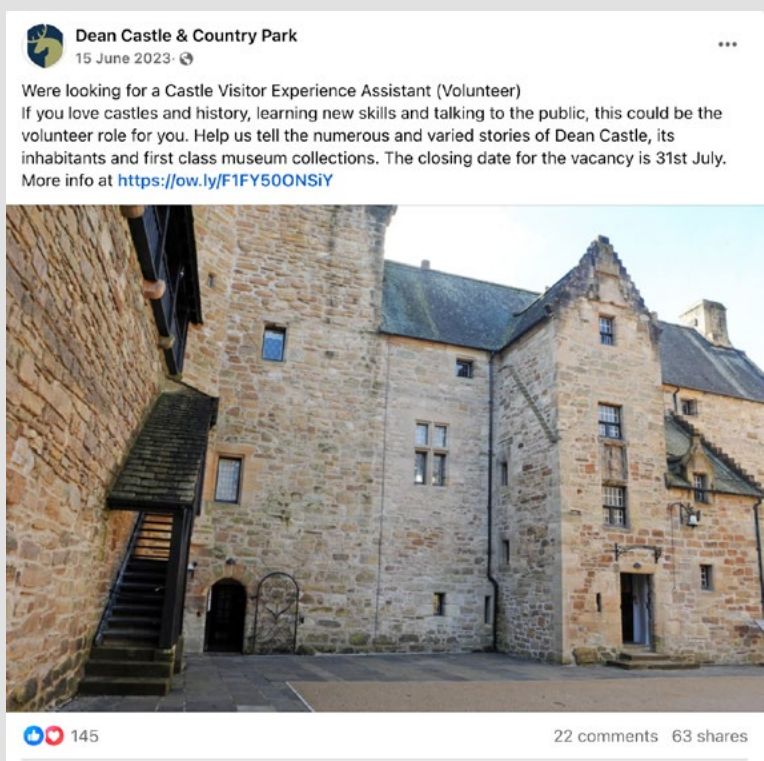 Dean Castle & Country Park
15 June 2023·
Were looking for a Castle Visitor Experience Assistant (Volunteer)
If you love castles and history, learning new skills and talking to the public, this could be the
volunteer role for you. Help us tell the numerous and varied stories of Dean Castle, its
inhabitants and first class museum collections. The closing date for the vacancy is 31st July.
More info at https://ow.ly/F1FY50ONSiY
145
22 comments 63 shares